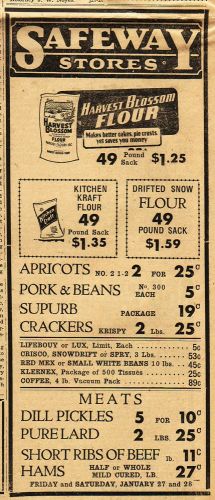 SAFEWAY
STORES
HARVEST
BLOSSOM
FLOUR
HARVEST BLOSSOM
FLOUR
Makes better cakes, pie crusts,
yet saves you money
49 Pound Sack $1.25
KITCHEN
KRAFT
FLOUR
49
Pound Sack
$1.35
DRIFTED SNOW
FLOUR
49
POUND SACK
$1.59
APRICOTS NO. 2 1-2 2 FOR 25c
PORK & BEANS No. 300 EACH 5c
SUPURB PACKAGE 19c
CRACKERS KRISPY 2 Lbs. 25c
LIFEBOUY or LUX, Limit, Each 5c
CRISCO, SNOWDRIFT or SPRY, 3 Lbs. 53c
RED MEX or SMALL WHITE BEANS 10 lbs. 45c
KLEENEX, Package of 500 Tissues 25c
COFFEE, 4 lb. Vacuum Pack 89c
MEATS
DILL PICKLES 5 FOR 10c
PURE LARD 2 LBS 25c
SHORT RIBS OF BEEF lb. 11c
HAMS HALF or WHOLE MILD CURED, LB. 27c
FRIDAY and SATURDAY, JANUARY 27 and 28